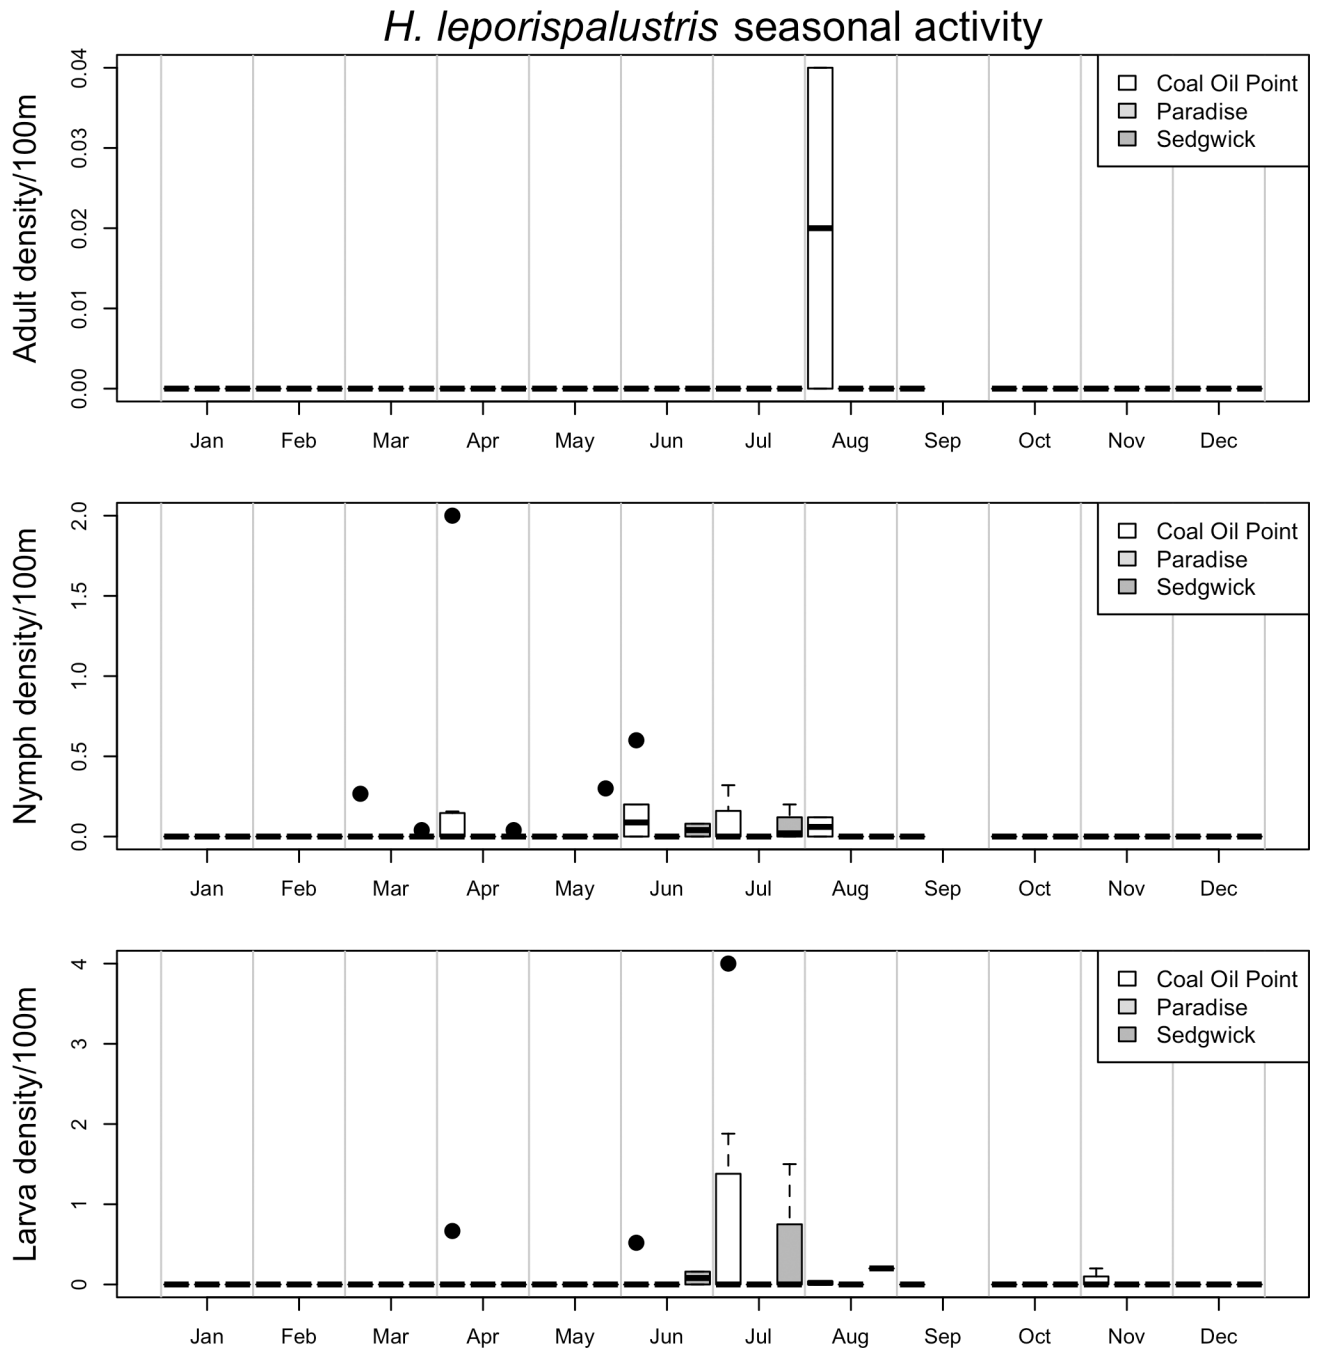 H. leporispalustris seasonal activity
Adult density/100m
0.04
0.03
0.02
0.01
0.00
Coal Oil Point
Paradise
Sedgwick
Jan Feb Mar Apr May Jun Jul Aug Sep Oct Nov Dec
Nymph density/100m
2.0
1.5
1.0
0.5
0.0
Coal Oil Point
Paradise
Sedgwick
Jan Feb Mar Apr May Jun Jul Aug Sep Oct Nov Dec
Larva density/100m
4
3
2
1
0
Coal Oil Point
Paradise
Sedgwick
Jan Feb Mar Apr May Jun Jul Aug Sep Oct Nov Dec